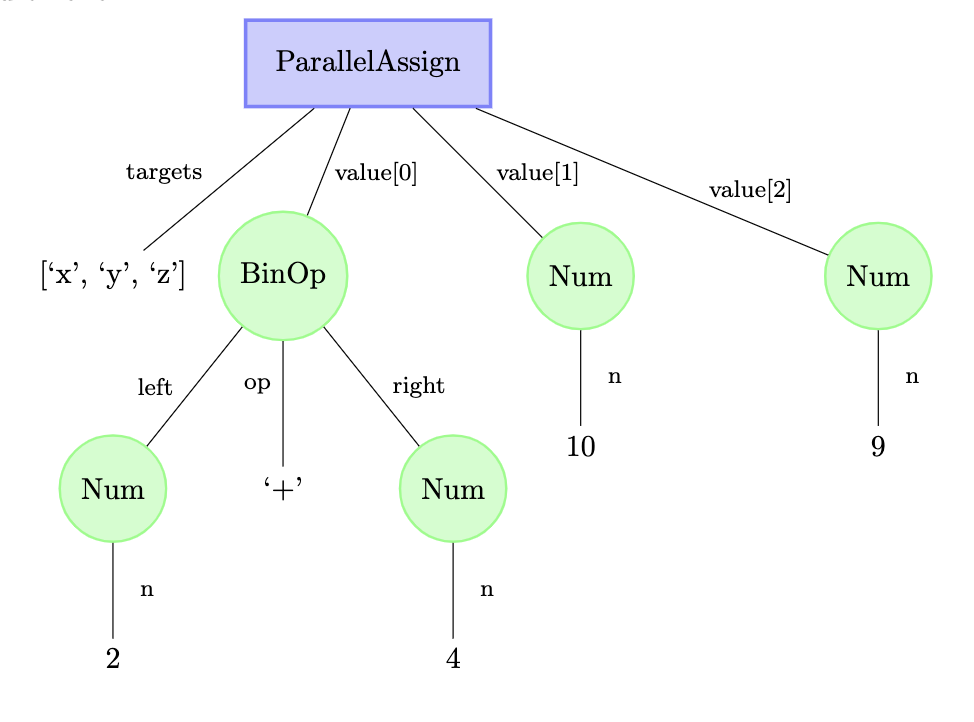 ParallelAssign
targets
value[0]
value[1]
value[2]
[‘x’, ‘y’, ‘z’]
BinOp
Num
Num
left
op
right
n
n
10
9
Num
‘+’
Num
n
n
2
4